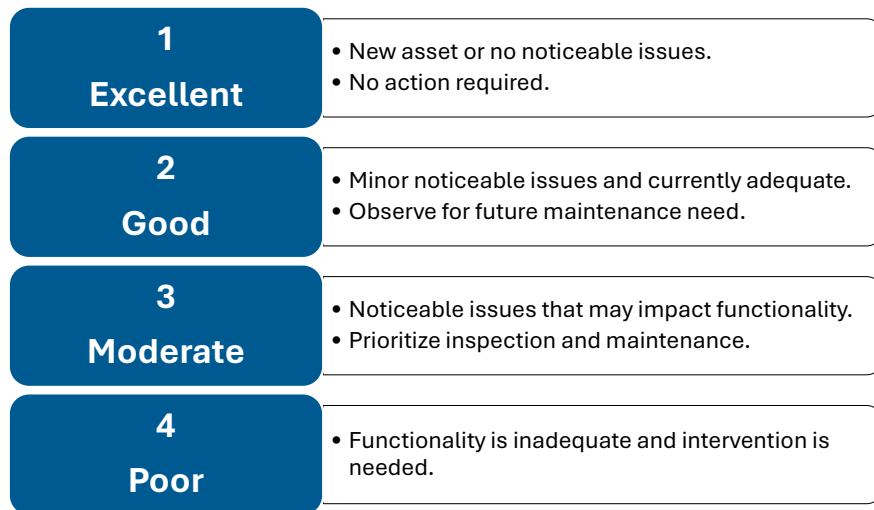 1
Excellent
• New asset or no noticeable issues.
• No action required.
2
Good
• Minor noticeable issues and currently adequate.
• Observe for future maintenance need.
3
Moderate
• Noticeable issues that may impact functionality.
• Prioritize inspection and maintenance.
4
Poor
• Functionality is inadequate and intervention is
needed.